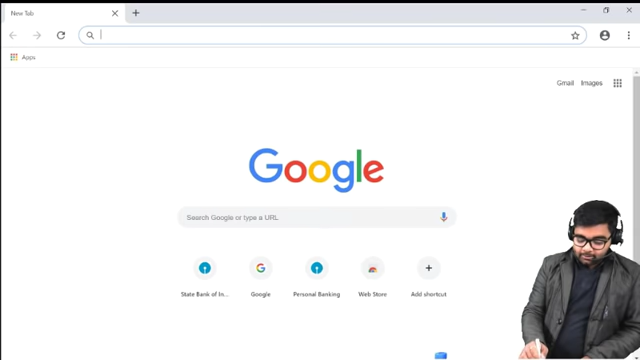 New Tab
Apps
Gmail Images
Google
Search Google or type a URL
State Bank of In... Google Personal Banking Web Store Add shortcut